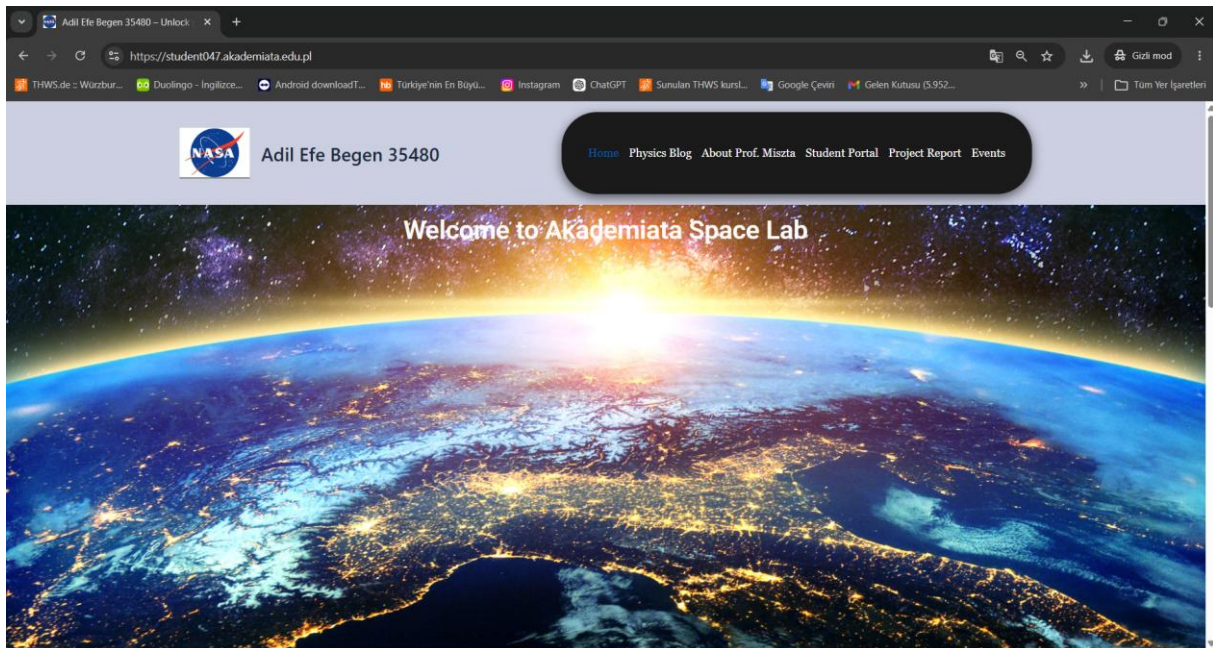 Adil Efe Begen 35480 – Unlock
https://student047.akademiata.edu.pl
Gizli mod
THWS.de :: Würzbur...
Duolingo - İngilizce...
Android downloadT...
hb Türkiye'nin En Büyü...
Instagram
ChatGPT
Sunulan THWS kursl...
Google Çeviri
Gelen Kutusu (5.952...
»
Tüm Yer İşaretleri
NASA
Adil Efe Begen 35480
Home Physics Blog About Prof. Miszta Student Portal Project Report Events
Welcome to Akademiata Space Lab